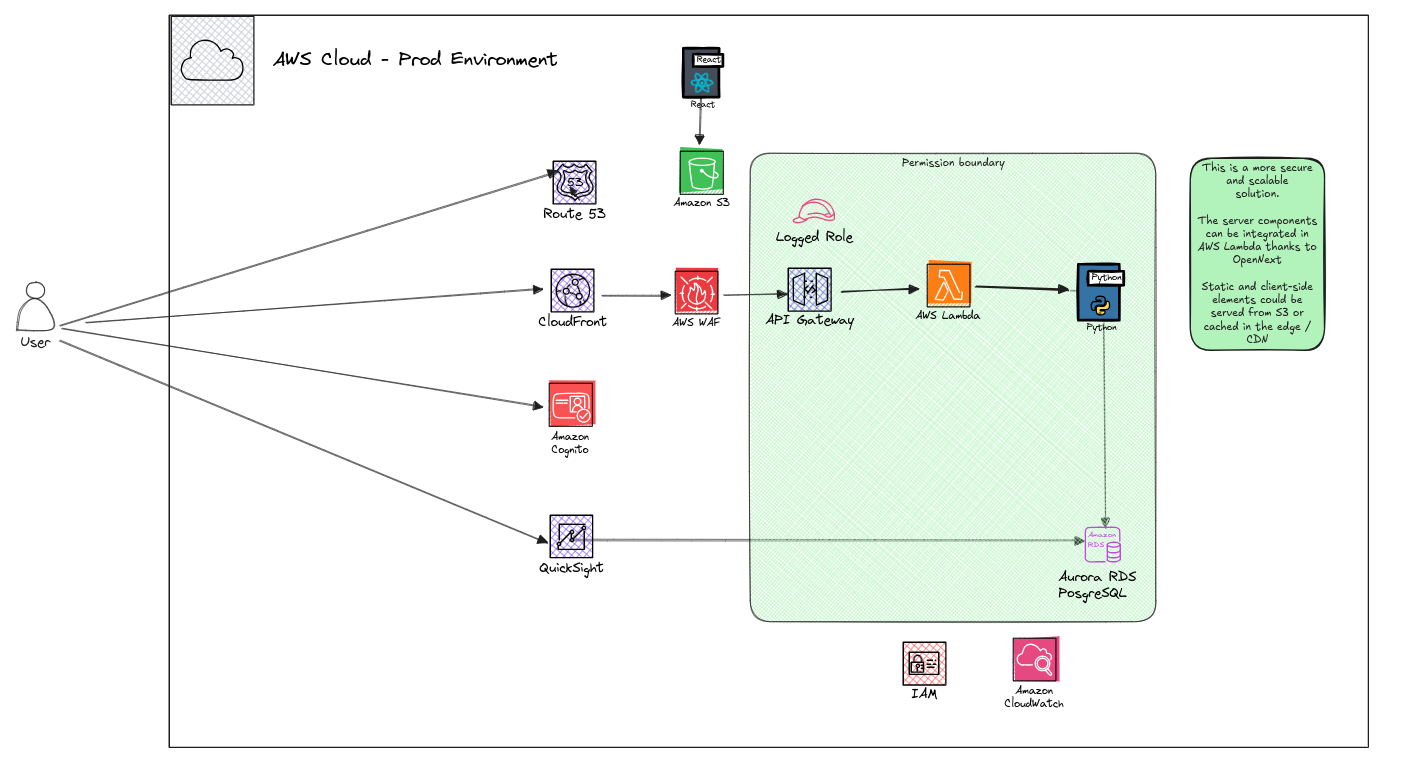 AWS Cloud - Prod Environment
React
React
Permission boundary
This is a more secure
and scalable
solution.
The server components
can be integrated in
AWS Lambda thanks to
OpenNext
Static and client-side
elements could be
served from S3 or
cached in the edge /
CDN
53
Route 53
Amazon S3
Logged Role
User
CloudFront
AWS WAF
API Gateway
AWS Lambda
Python
Python
Amazon
Cognito
QuickSight
Amazon
RDS
Aurora RDS
PosgreSQL
IAM
Amazon
CloudWatch